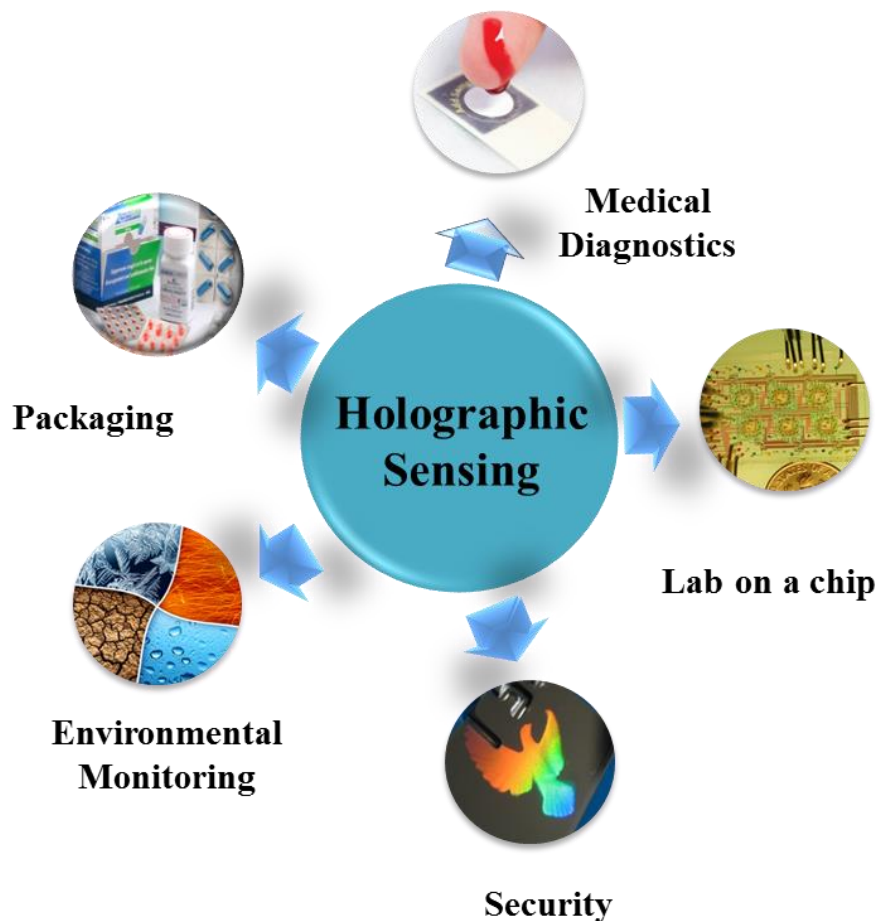 Medical
Diagnostics
Packaging
Holographic
Sensing
Lab on a chip
Environmental
Monitoring
Security